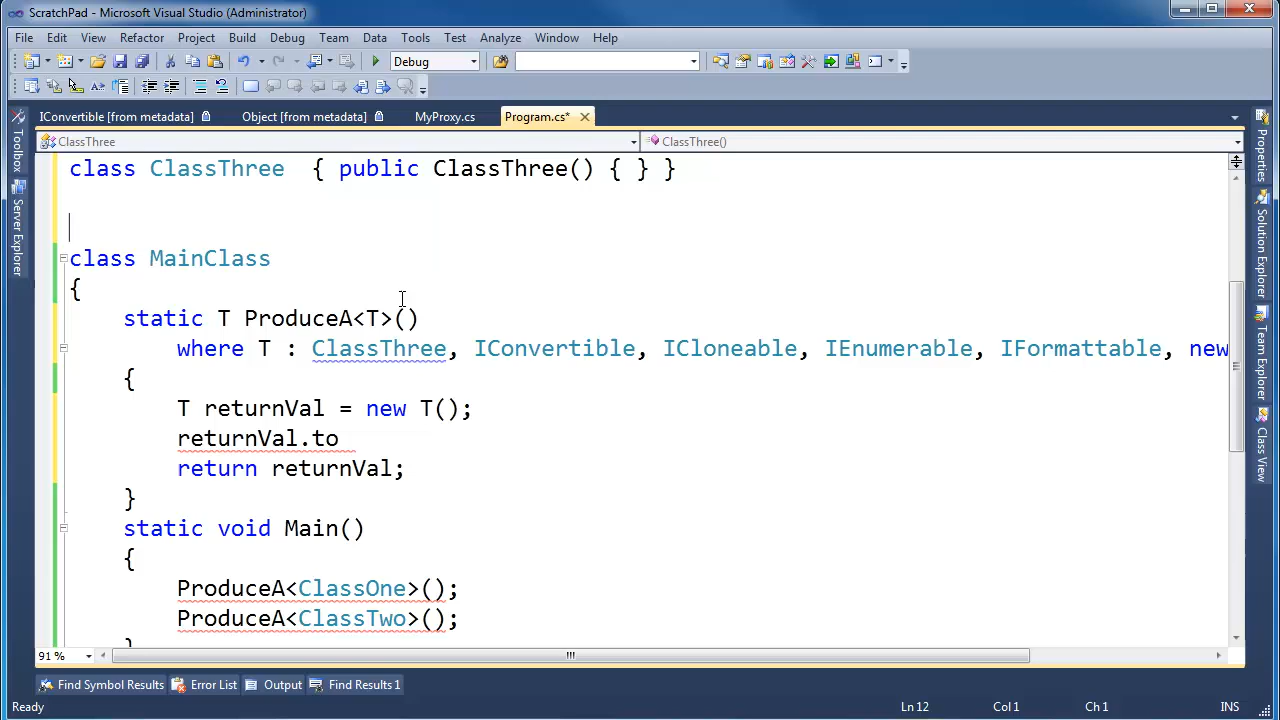 ScratchPad - Microsoft Visual Studio (Administrator)
File Edit View Refactor Project Build Debug Team Data Tools Test Analyze Window Help
Debug
IConvertible [from metadata] Object [from metadata] MyProxy.cs Program.cs*
ClassThree ClassThree()
class ClassThree { public ClassThree() { } }
class MainClass
{
static T ProduceA<T>()
where T : ClassThree, IConvertible, ICloneable, IEnumerable, IFormattable, new
{
T returnVal = new T();
returnVal.to
return returnVal;
}
static void Main()
{
ProduceA<ClassOne>();
ProduceA<ClassTwo>();
}
91 %
Toolbox
Server Explorer
Properties
Solution Explorer
Team Explorer
Class View
Find Symbol Results Error List Output Find Results 1
Ready Ln 12 Col 1 Ch 1 INS